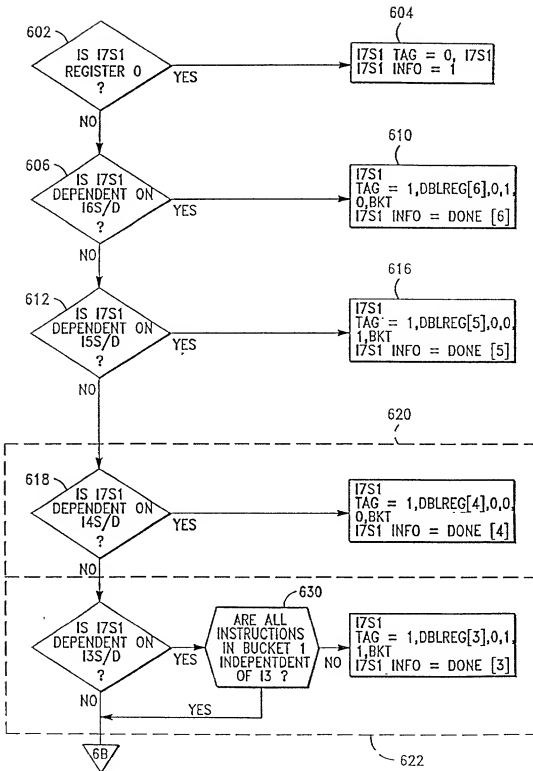 602
IS I7S1
REGISTER 0
?
YES
NO
604
I7S1 TAG = 0, I7S1
I7S1 INFO = 1
606
IS I7S1
DEPENDENT ON
I6S/D
?
YES
NO
610
I7S1
TAG = 1,DBLREG[6],0,1,
0,BKT
I7S1 INFO = DONE [6]
612
IS I7S1
DEPENDENT ON
I5S/D
?
YES
NO
616
I7S1
TAG = 1,DBLREG[5],0,0,
1,BKT
I7S1 INFO = DONE [5]
620
618
IS I7S1
DEPENDENT ON
I4S/D
?
YES
NO
I7S1
TAG = 1,DBLREG[4],0,0,
0,BKT
I7S1 INFO = DONE [4]
IS I7S1
DEPENDENT ON
I3S/D
?
YES
NO
630
ARE ALL
INSTRUCTIONS
IN BUCKET 1
INDEPENTDENT
OF I3 ?
NO
YES
I7S1
TAG = 1,DBLREG[3],0,1,
1,BKT
I7S1 INFO = DONE [3]
6B
622